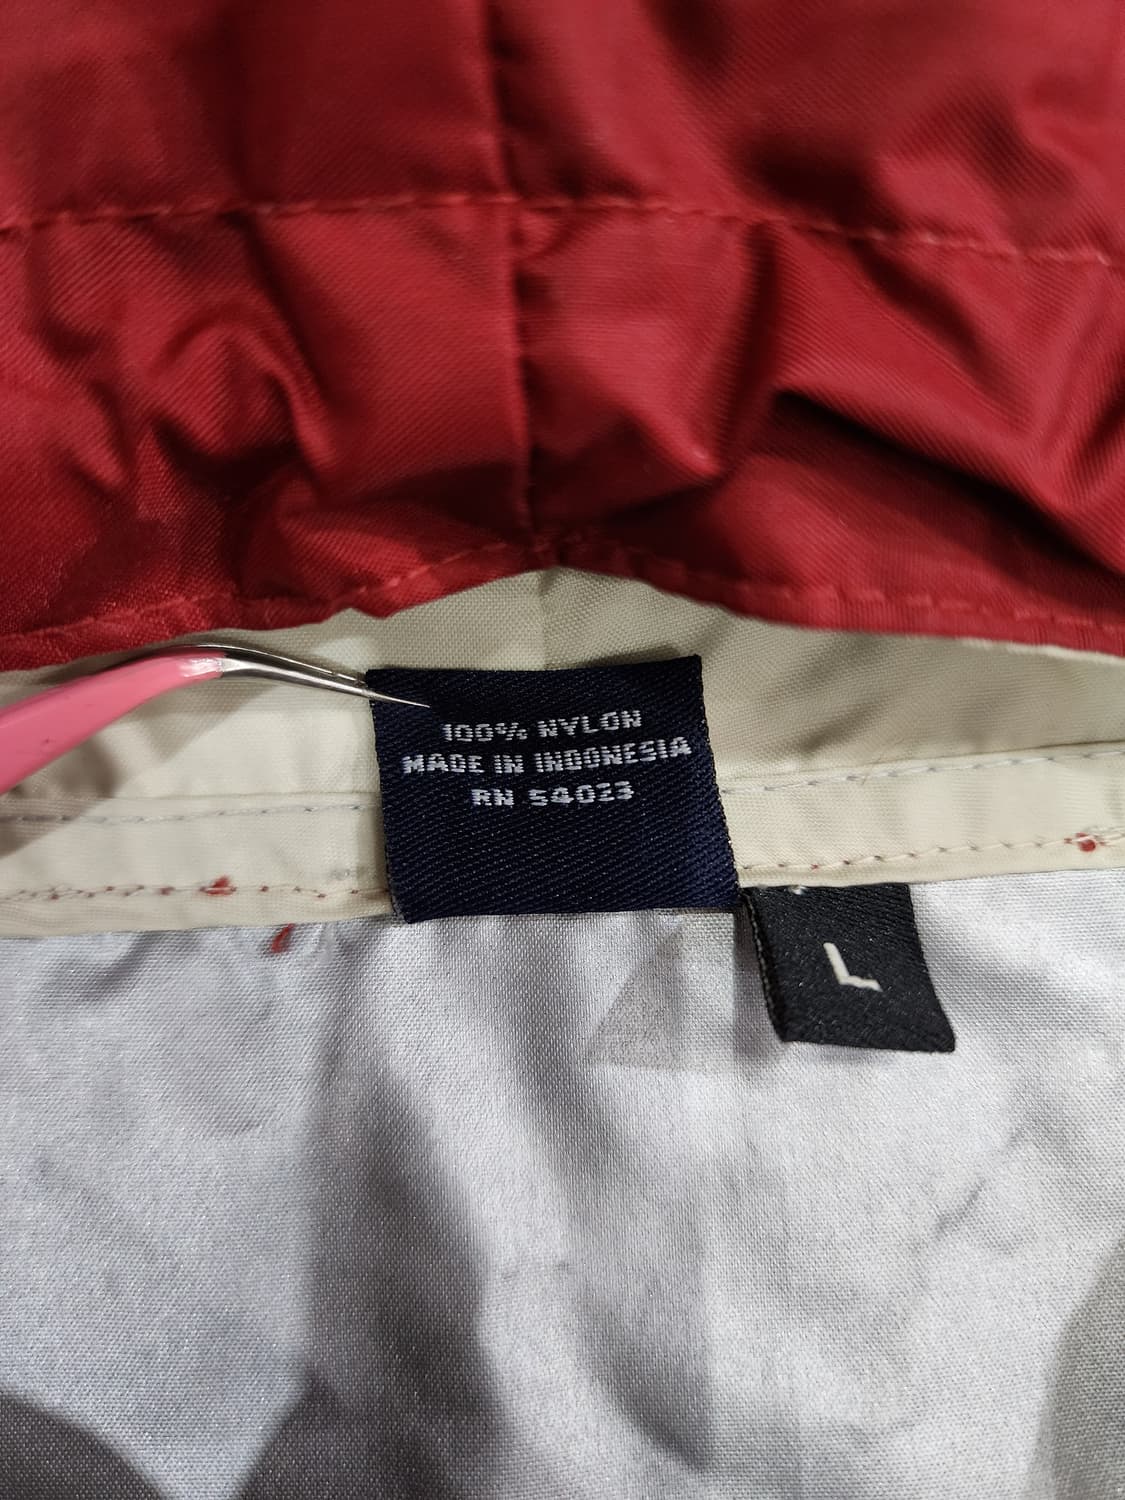 100% NYLON
MADE IN INDONESIA
RN 54023
L